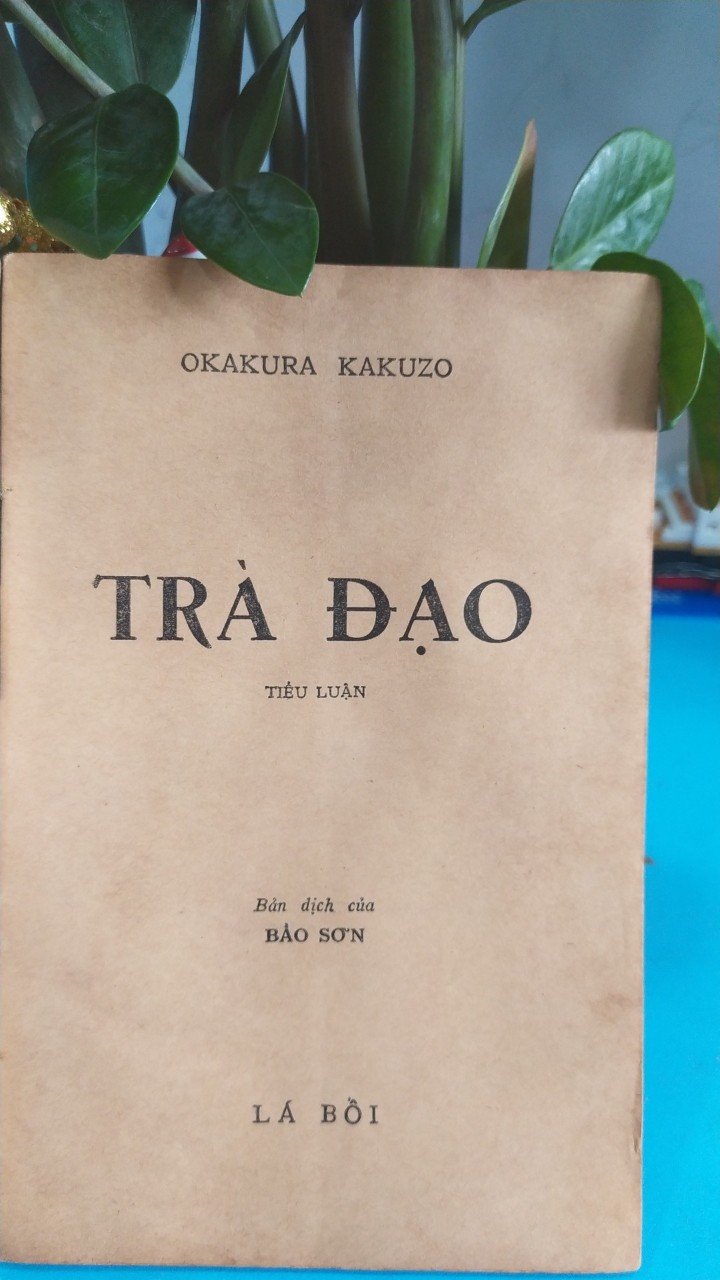 OKAKURA KAKUZO
TRÀ ĐẠO
TIỂU LUẬN
Bản dịch của
BẢO SƠN
LÁ BỐI